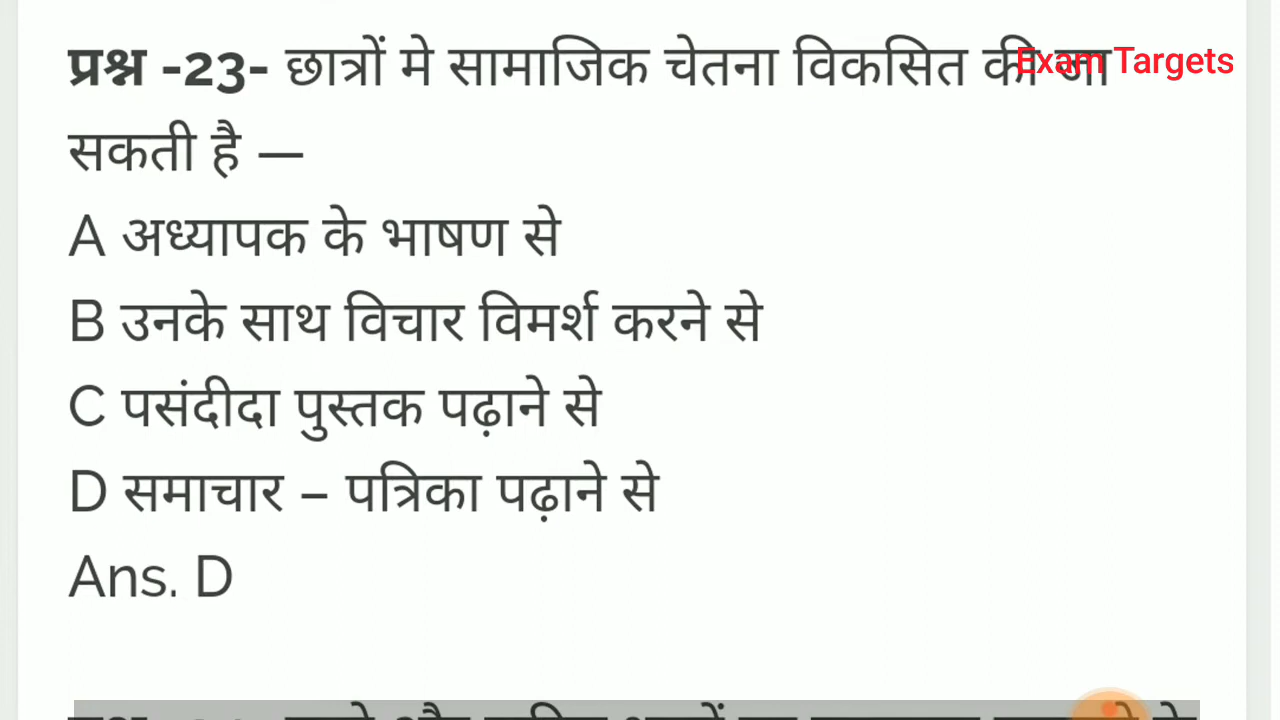 प्रश्न -23- छात्रों मे सामाजिक चेतना विकसित की जा
Exam Targets
सकती है —
A अध्यापक के भाषण से
B उनके साथ विचार विमर्श करने से
C पसंदीदा पुस्तक पढ़ाने से
D समाचार – पत्रिका पढ़ाने से
Ans. D